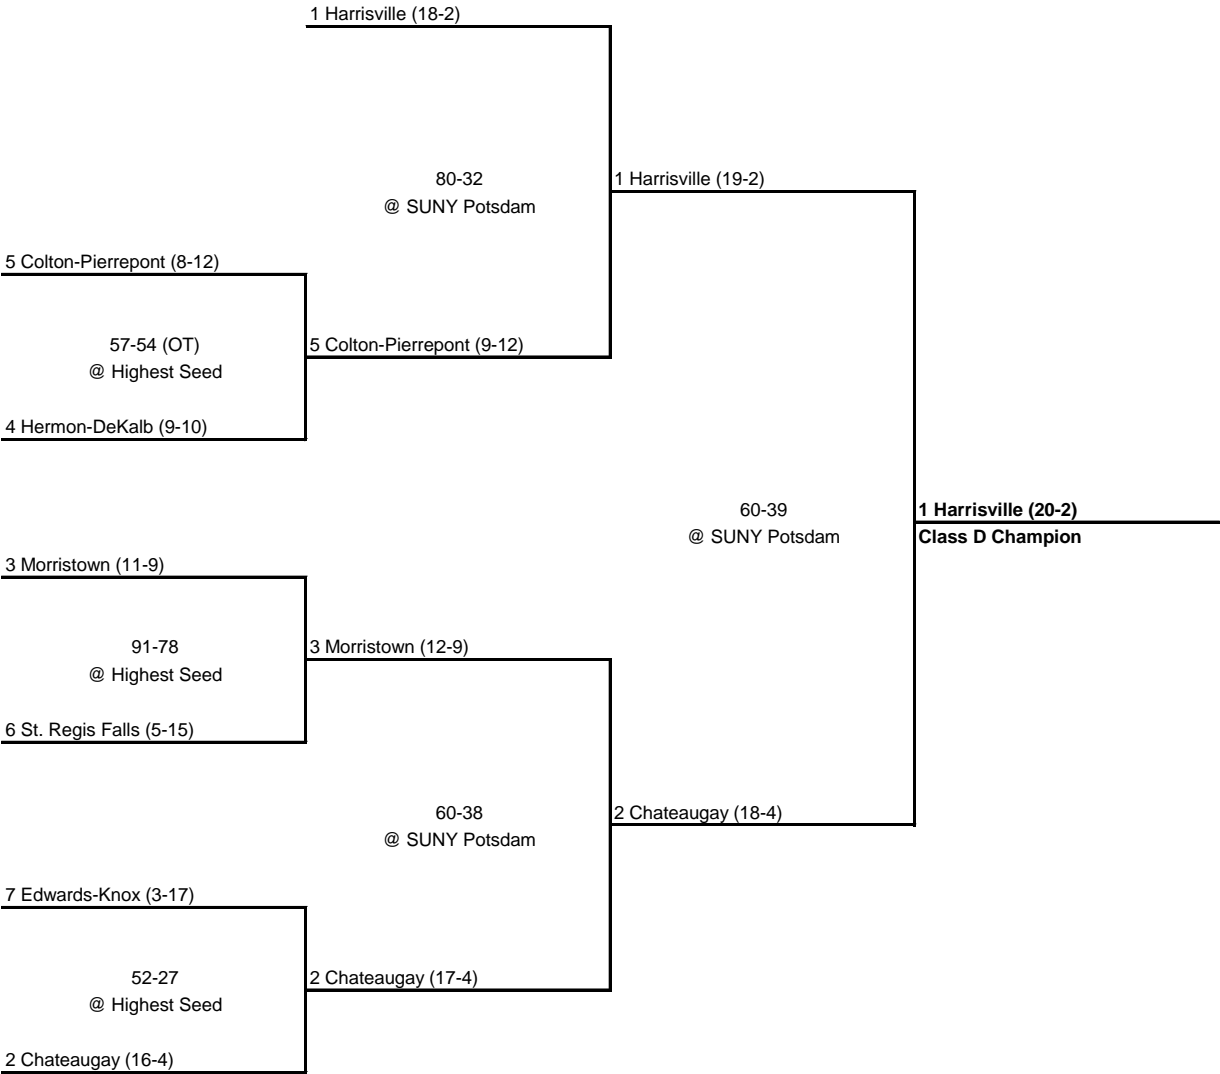 1 Harrisville (18-2)
80-32
@ SUNY Potsdam
1 Harrisville (19-2)
5 Colton-Pierrepont (8-12)
57-54 (OT)
@ Highest Seed
5 Colton-Pierrepont (9-12)
4 Hermon-DeKalb (9-10)
60-39
@ SUNY Potsdam
1 Harrisville (20-2)
Class D Champion
3 Morristown (11-9)
91-78
@ Highest Seed
3 Morristown (12-9)
6 St. Regis Falls (5-15)
60-38
@ SUNY Potsdam
2 Chateaugay (18-4)
7 Edwards-Knox (3-17)
52-27
@ Highest Seed
2 Chateaugay (17-4)
2 Chateaugay (16-4)